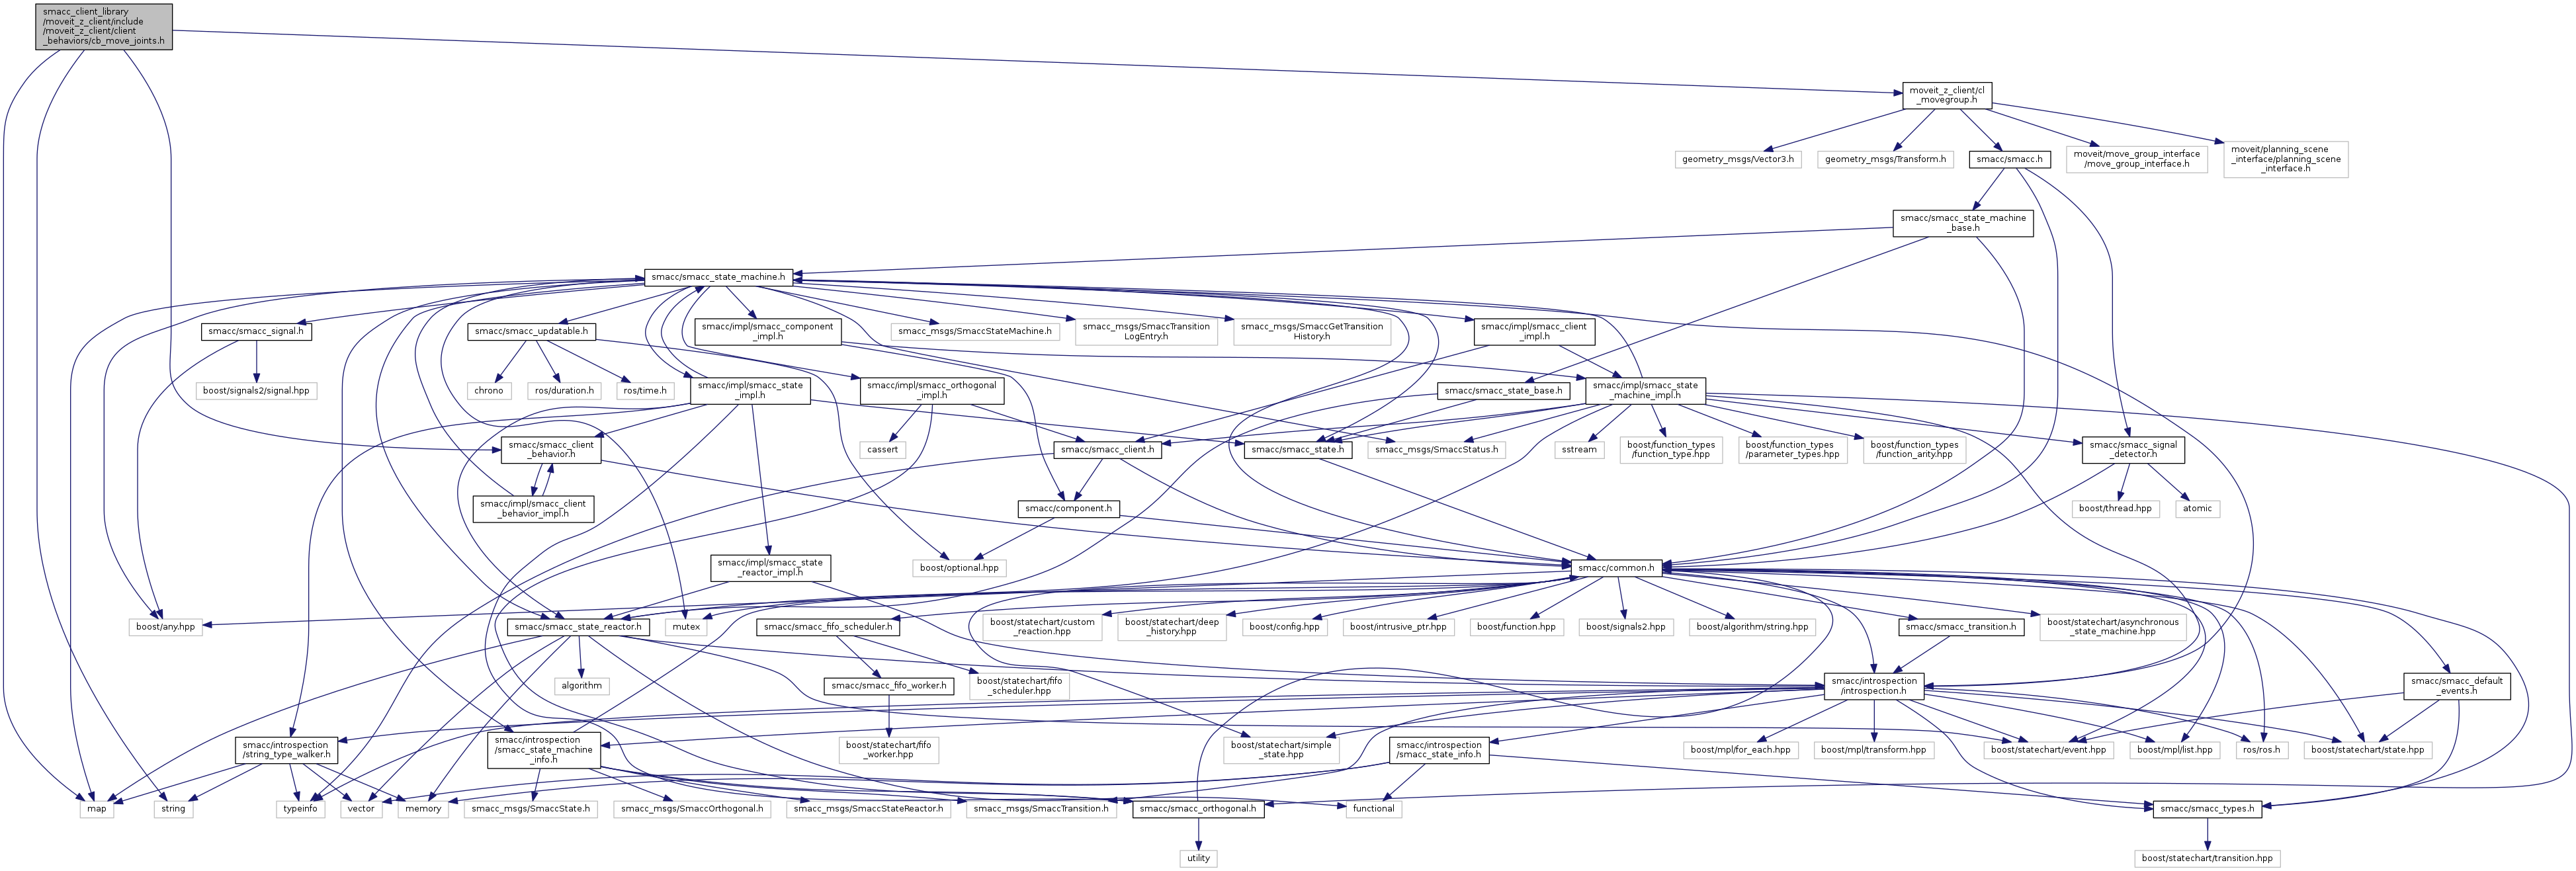 smacc_client_library
/moveit_z_client/include
/moveit_z_client/client
_behaviors/cb_move_joints.h
moveit_z_client/cl
_movegroup.h
geometry_msgs/Vector3.h
geometry_msgs/Transform.h
smacc/smacc.h
moveit/move_group_interface
/move_group_interface.h
moveit/planning_scene
_interface/planning_scene
_interface.h
smacc/smacc_state_machine
_base.h
smacc/smacc_state_machine.h
smacc/smacc_signal.h
smacc/smacc_updatable.h
smacc/impl/smacc_component
_impl.h
smacc_msgs/SmaccStateMachine.h
smacc_msgs/SmaccTransition
LogEntry.h
smacc_msgs/SmaccGetTransition
History.h
smacc/impl/smacc_client
_impl.h
boost/signals2/signal.hpp
chrono
ros/duration.h
ros/time.h
smacc/impl/smacc_state
_impl.h
smacc/impl/smacc_orthogonal
_impl.h
smacc/smacc_state_base.h
smacc/impl/smacc_state
_machine_impl.h
smacc/smacc_client
_behavior.h
cassert
smacc/smacc_client.h
smacc/smacc_state.h
smacc_msgs/SmaccStatus.h
sstream
boost/function_types
/function_type.hpp
boost/function_types
/parameter_types.hpp
boost/function_types
/function_arity.hpp
smacc/smacc_signal
_detector.h
smacc/impl/smacc_client
_behavior_impl.h
smacc/component.h
boost/thread.hpp
atomic
smacc/impl/smacc_state
_reactor_impl.h
boost/optional.hpp
smacc/common.h
boost/any.hpp
smacc/smacc_state_reactor.h
mutex
smacc/smacc_fifo_scheduler.h
boost/statechart/custom
_reaction.hpp
boost/statechart/deep
_history.hpp
boost/config.hpp
boost/intrusive_ptr.hpp
boost/function.hpp
boost/signals2.hpp
boost/algorithm/string.hpp
smacc/smacc_transition.h
boost/statechart/asynchronous
_state_machine.hpp
algorithm
smacc/smacc_fifo_worker.h
boost/statechart/fifo
_scheduler.hpp
smacc/introspection
/introspection.h
smacc/smacc_default
_events.h
smacc/introspection
/string_type_walker.h
smacc/introspection
/smacc_state_machine
_info.h
boost/statechart/fifo
_worker.hpp
boost/statechart/simple
_state.hpp
smacc/introspection
/smacc_state_info.h
boost/mpl/for_each.hpp
boost/mpl/transform.hpp
boost/statechart/event.hpp
boost/mpl/list.hpp
ros/ros.h
boost/statechart/state.hpp
map
string
typeinfo
vector
memory
smacc_msgs/SmaccState.h
smacc_msgs/SmaccOrthogonal.h
smacc_msgs/SmaccStateReactor.h
smacc_msgs/SmaccTransition.h
smacc/smacc_orthogonal.h
functional
smacc/smacc_types.h
utility
boost/statechart/transition.hpp